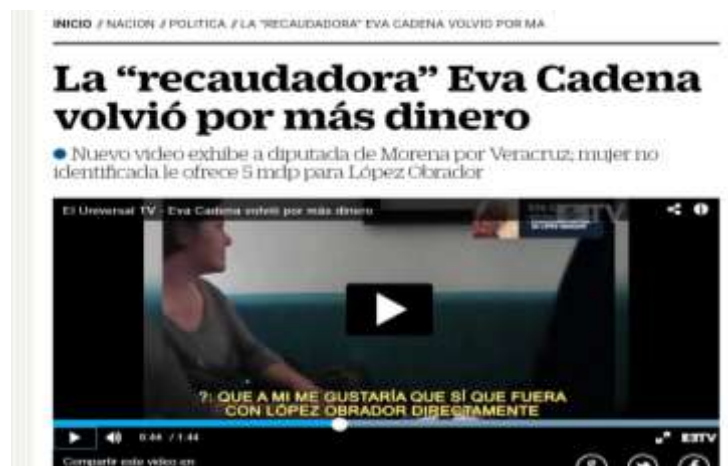 INICIO / NACION / POLITICA / LA "RECAUDADORA" EVA CADENA VOLVIO POR MA
La “recaudadora” Eva Cadena
volvió por más dinero
Nuevo video exhibe a diputada de Morena por Veracruz; mujer no
identificada le ofrece 5 mdp para López Obrador
El Universal TV - Eva Cadena volvió por más dinero
?: QUE A MI ME GUSTARÍA QUE SÍ QUE FUERA
CON LÓPEZ OBRADOR DIRECTAMENTE
0:44 / 1:44
Compartir este video en